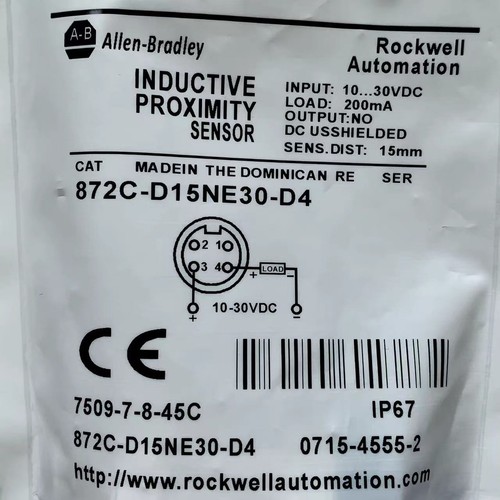 A-B Allen-Bradley
Rockwell
Automation
INDUCTIVE
PROXIMITY
SENSOR
INPUT: 10...30VDC
LOAD: 200mA
OUTPUT:NO
DC USSHIELDED
SENS.DIST: 15mm
CAT MADEIN THE DOMINICAN RE SER
872C-D15NE30-D4
2 1
3 4
+ LOAD −
10-30VDC
+ −
CE
7509-7-8-45C IP67
872C-D15NE30-D4 0715-4555-2
http://www.rockwellautomation.com